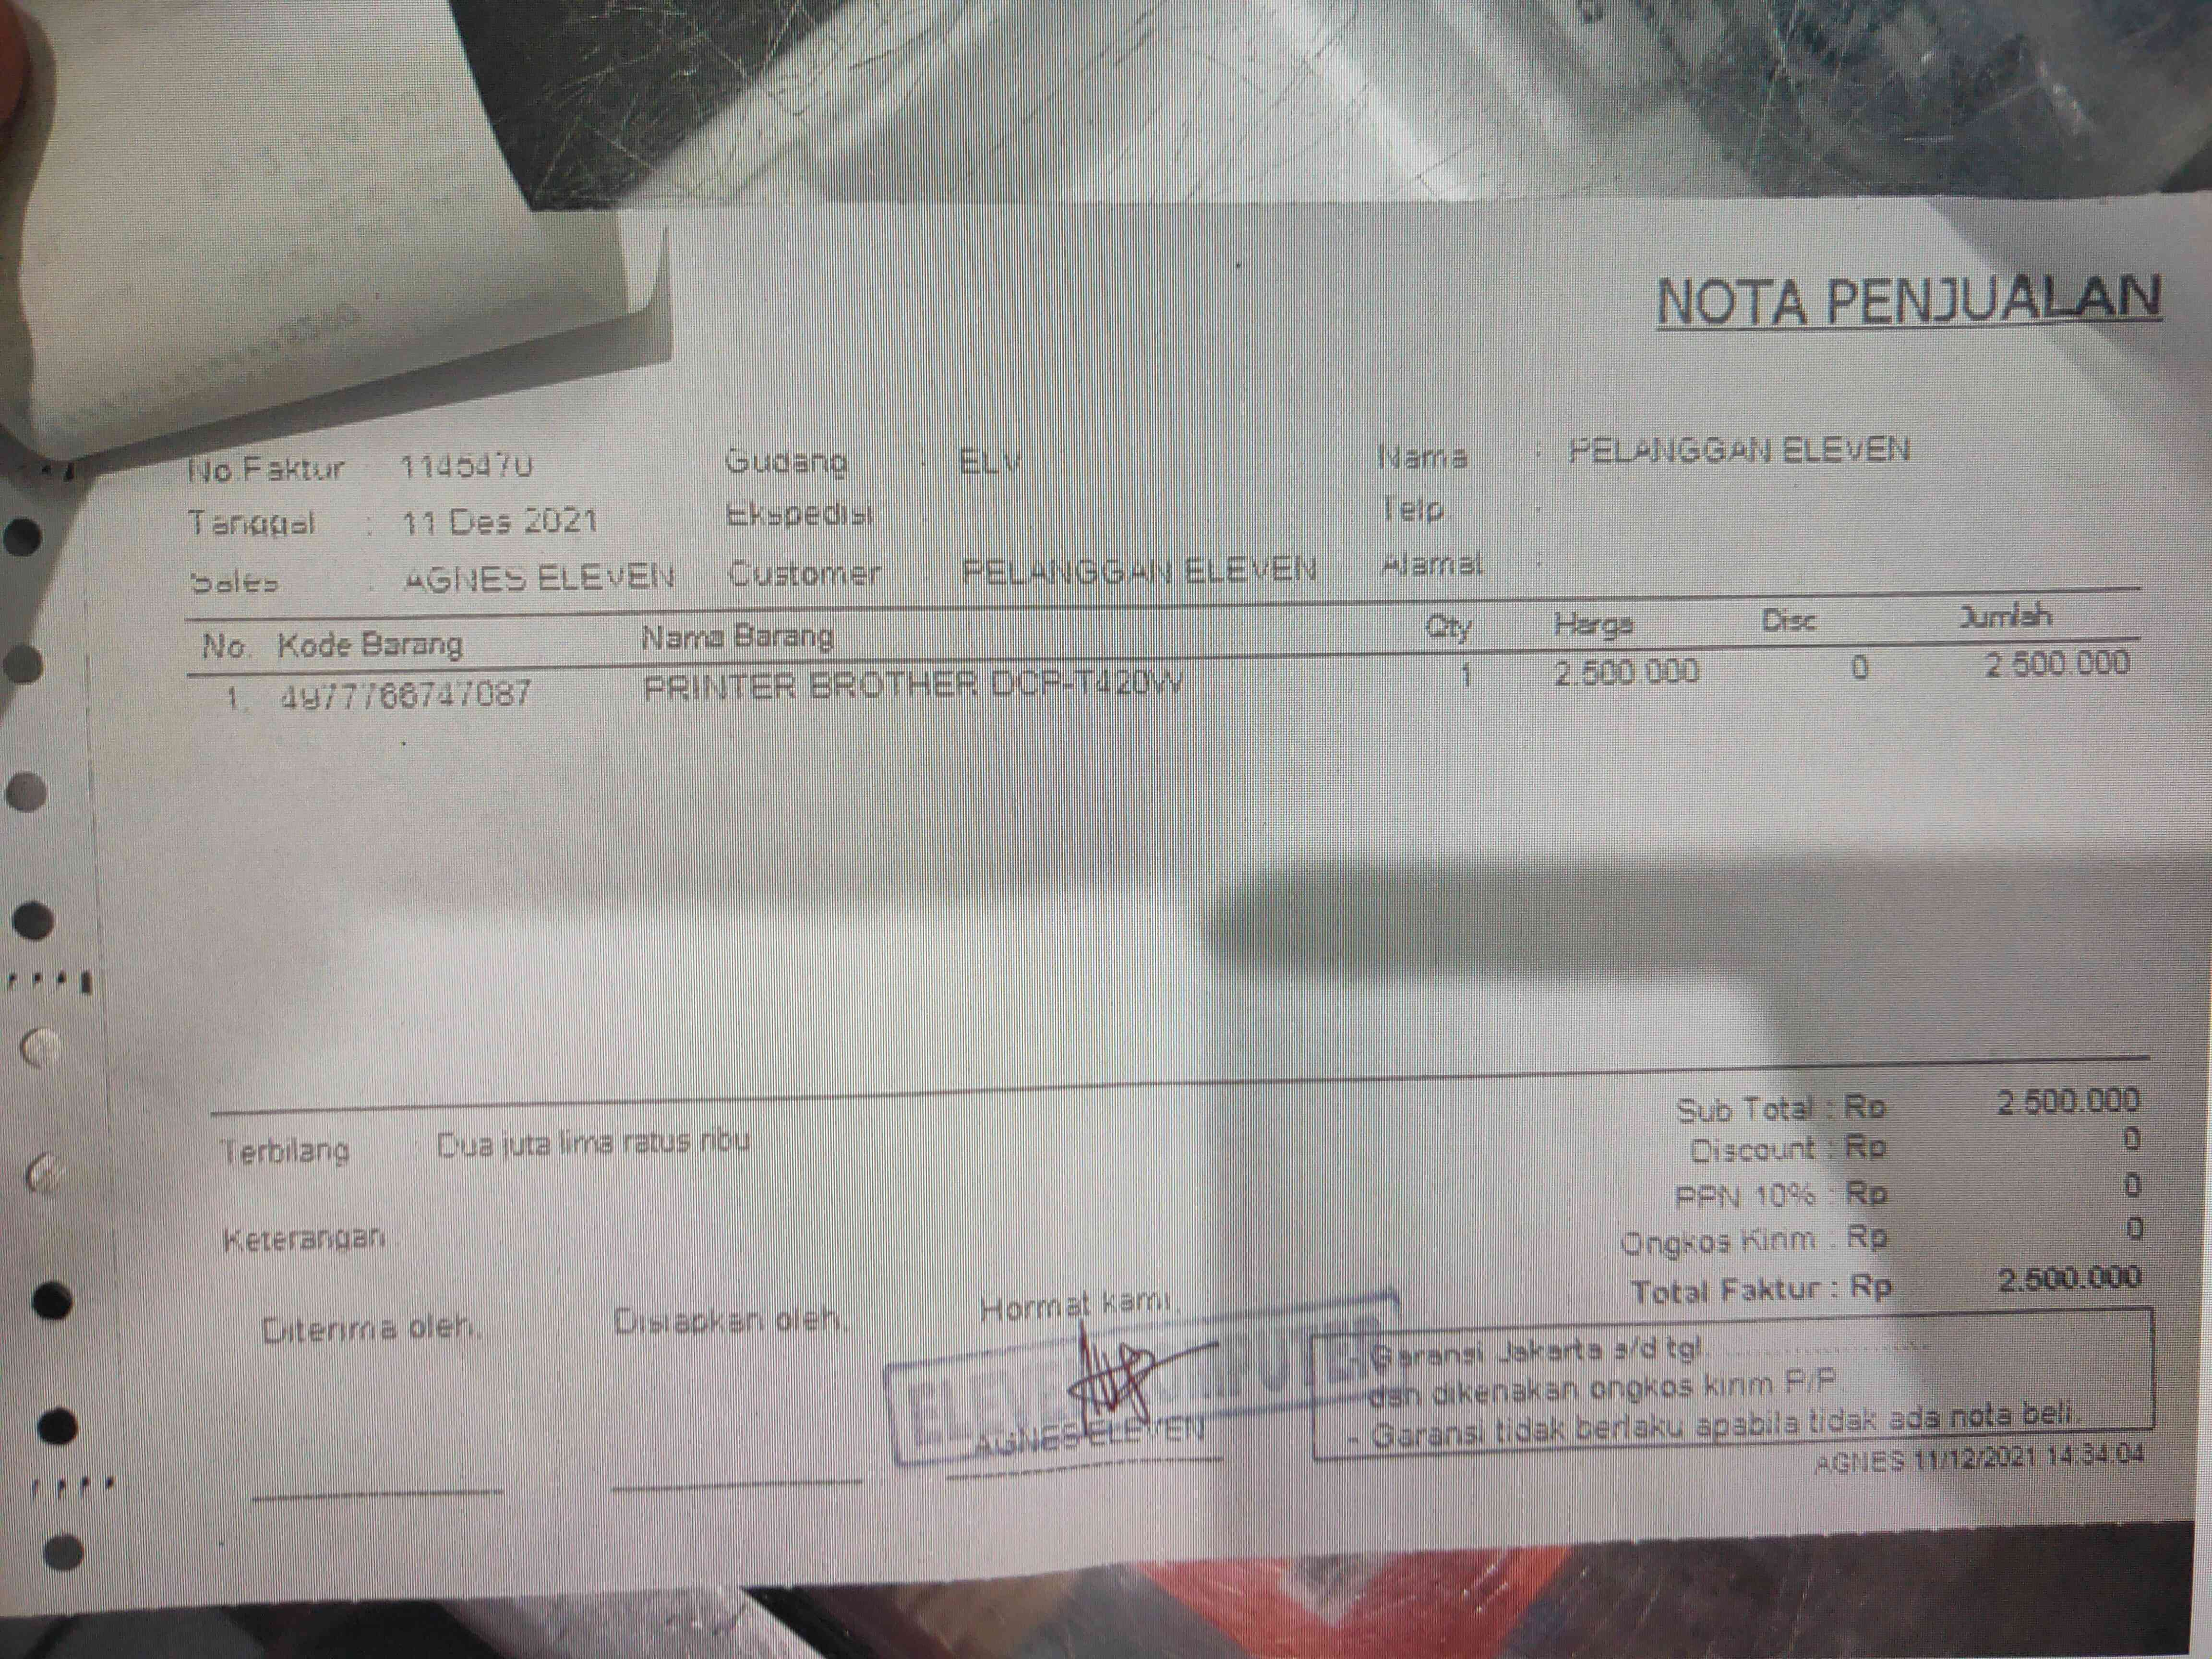 NOTA PENJUALAN
No.Faktur 1145470 Gudang : ELV Nama : PELANGGAN ELEVEN
Tanggal : 11 Des 2021 Ekspedisi Telp. :
Sales : AGNES ELEVEN Customer PELANGGAN ELEVEN Alamat :
No. Kode Barang Nama Barang Qty Harga Disc Jumlah
1. 4977766747087 PRINTER BROTHER DCP-T420W 1 2.500.000 0 2.500.000
Sub Total : Rp 2.500.000
Terbilang : Dua juta lima ratus ribu
Discount : Rp 0
PPN 10% : Rp 0
Keterangan
Ongkos Kirim : Rp 0
Total Faktur : Rp 2.500.000
Diterima oleh, Disiapkan oleh, Hormat kami,
ELEVEN COMPUTER
AGNES ELEVEN
- Garansi Jakarta s/d tgl. ....................
dan dikenakan ongkos kirim P/P
- Garansi tidak berlaku apabila tidak ada nota beli.
AGNES 11/12/2021 14:34:04